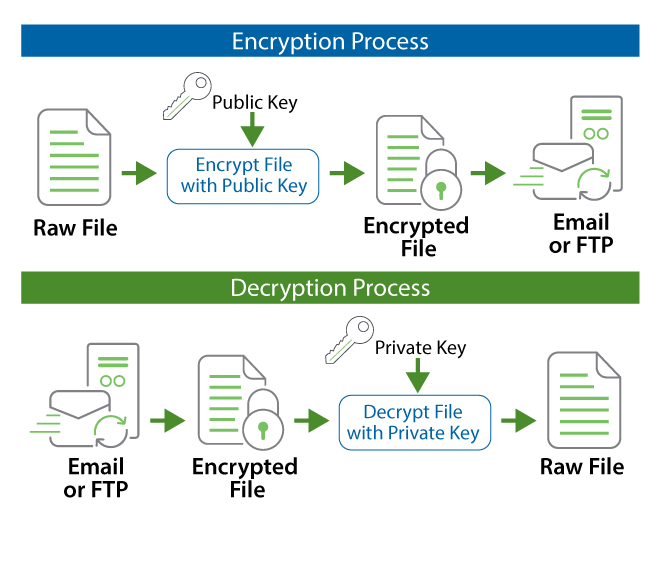 Encryption Process
Public Key
Encrypt File
with Public Key
Raw File
Encrypted
File
Email
or FTP
Decryption Process
Private Key
Decrypt File
with Private Key
Email
or FTP
Encrypted
File
Raw File